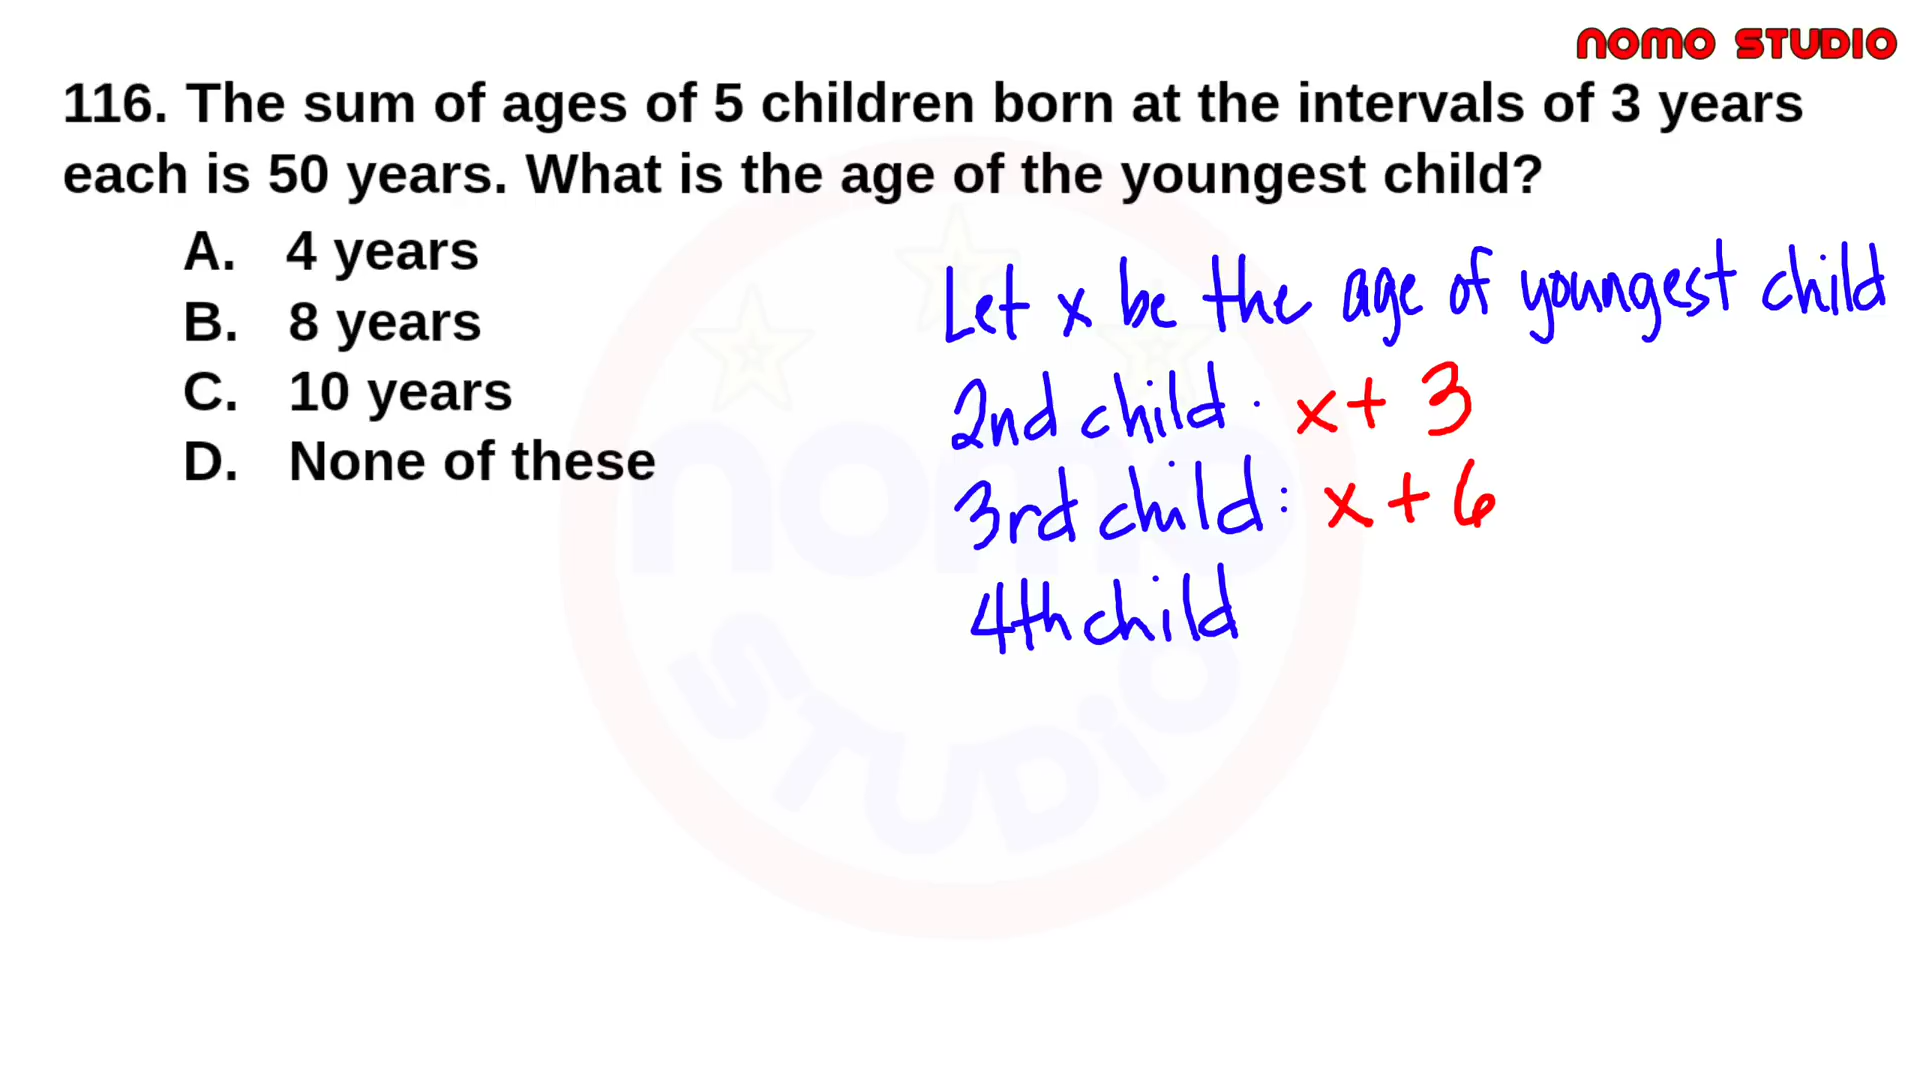 NOMO STUDIO
116. The sum of ages of 5 children born at the intervals of 3 years
each is 50 years. What is the age of the youngest child?
A. 4 years
B. 8 years
C. 10 years
D. None of these
Let x be the age of youngest child
2nd child: x + 3
3rd child: x + 6
4th child
nomo
STUDiO